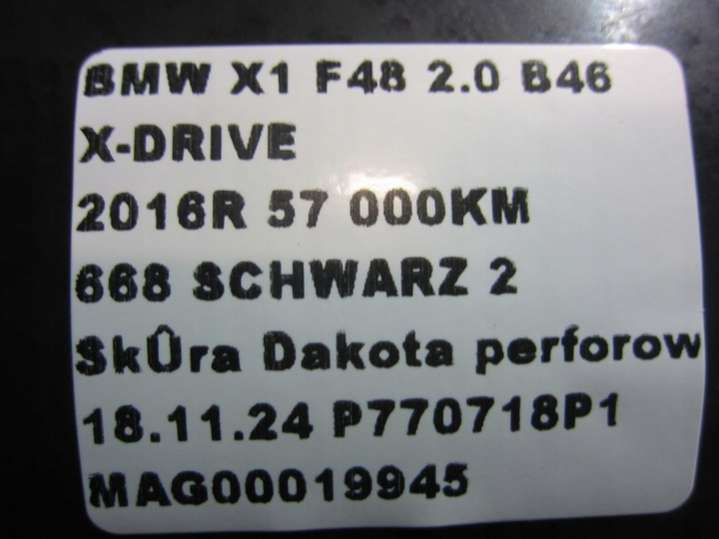 BMW X1 F48 2.0 B46
X-DRIVE
2016R 57 000KM
668 SCHWARZ 2
SkÛra Dakota perforow
18.11.24 P770718P1
MAG00019945